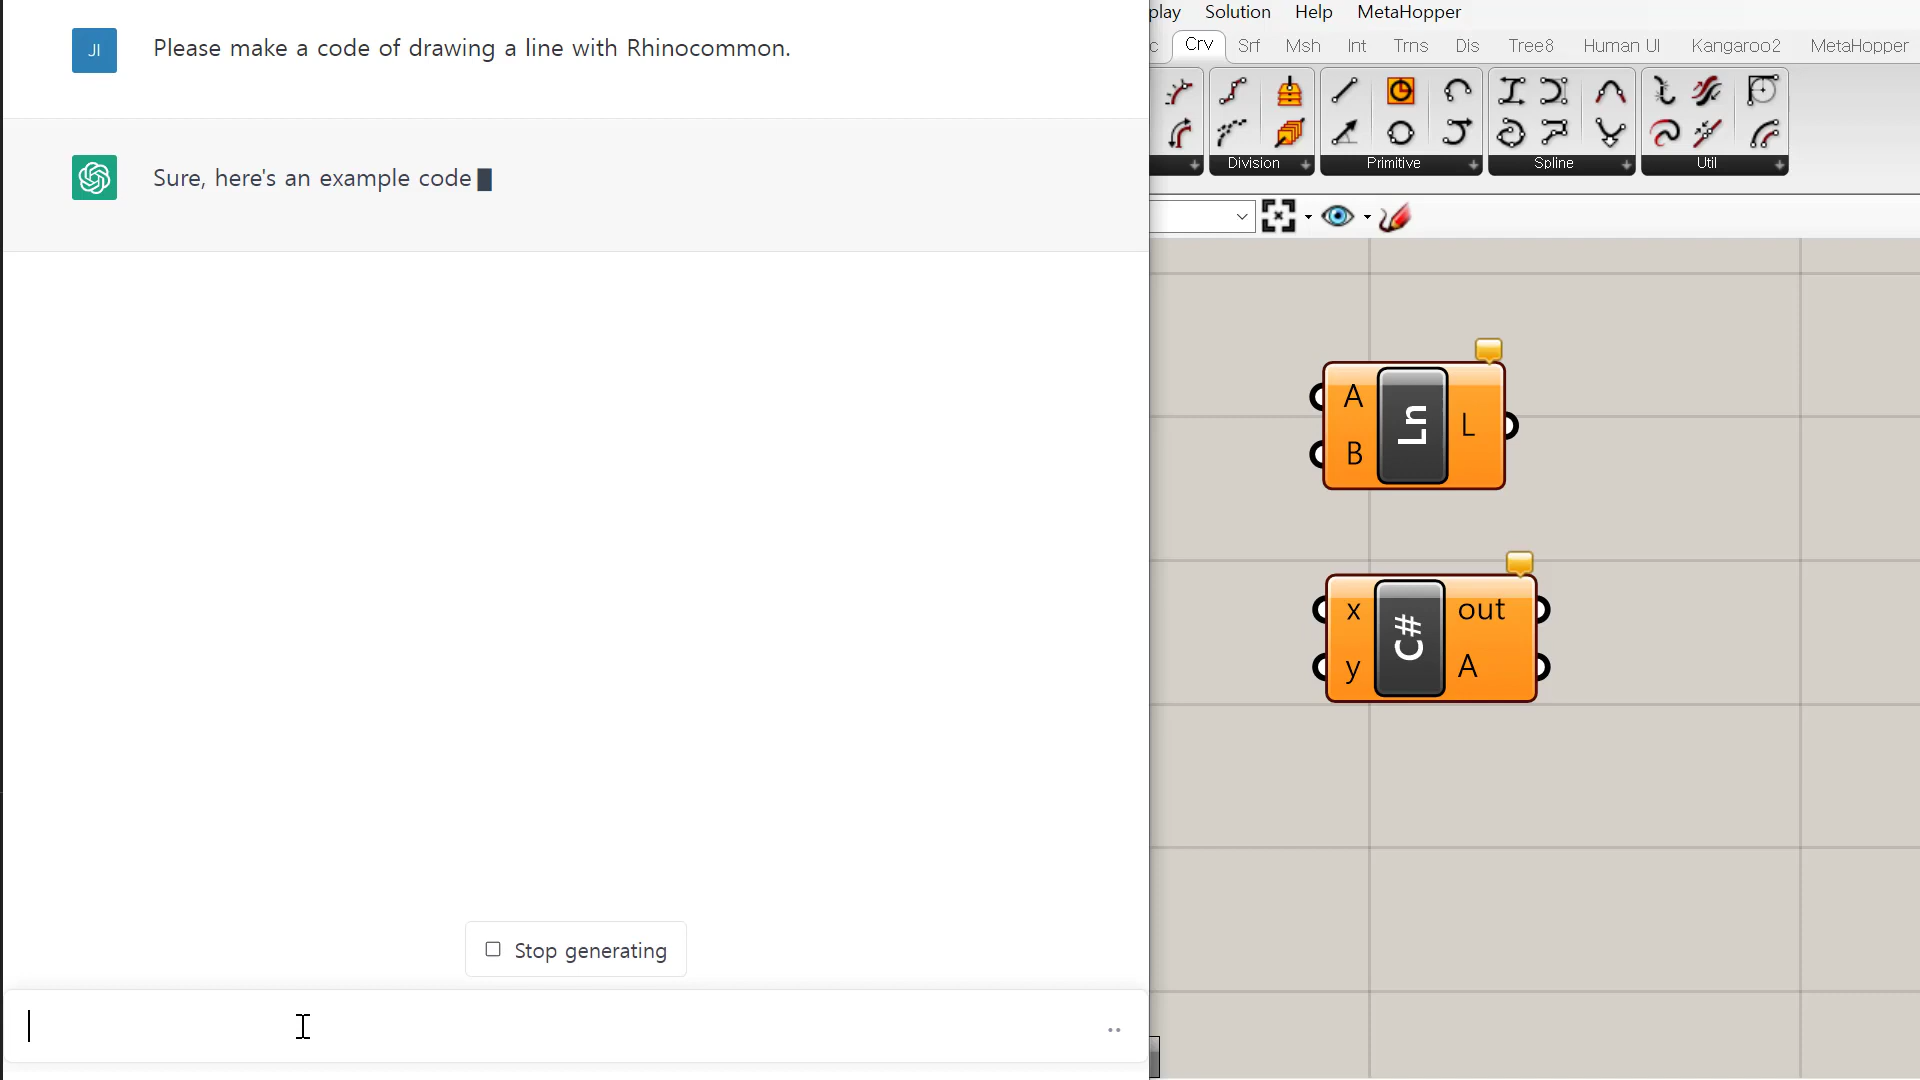 JI
Please make a code of drawing a line with Rhinocommon.
Sure, here's an example code
Stop generating
play Solution Help MetaHopper
c Crv Srf Msh Int Trns Dis Tree8 Human UI Kangaroo2 MetaHopper
Division Primitive Spline Util
A
B
Ln
L
x
y
C#
out
A